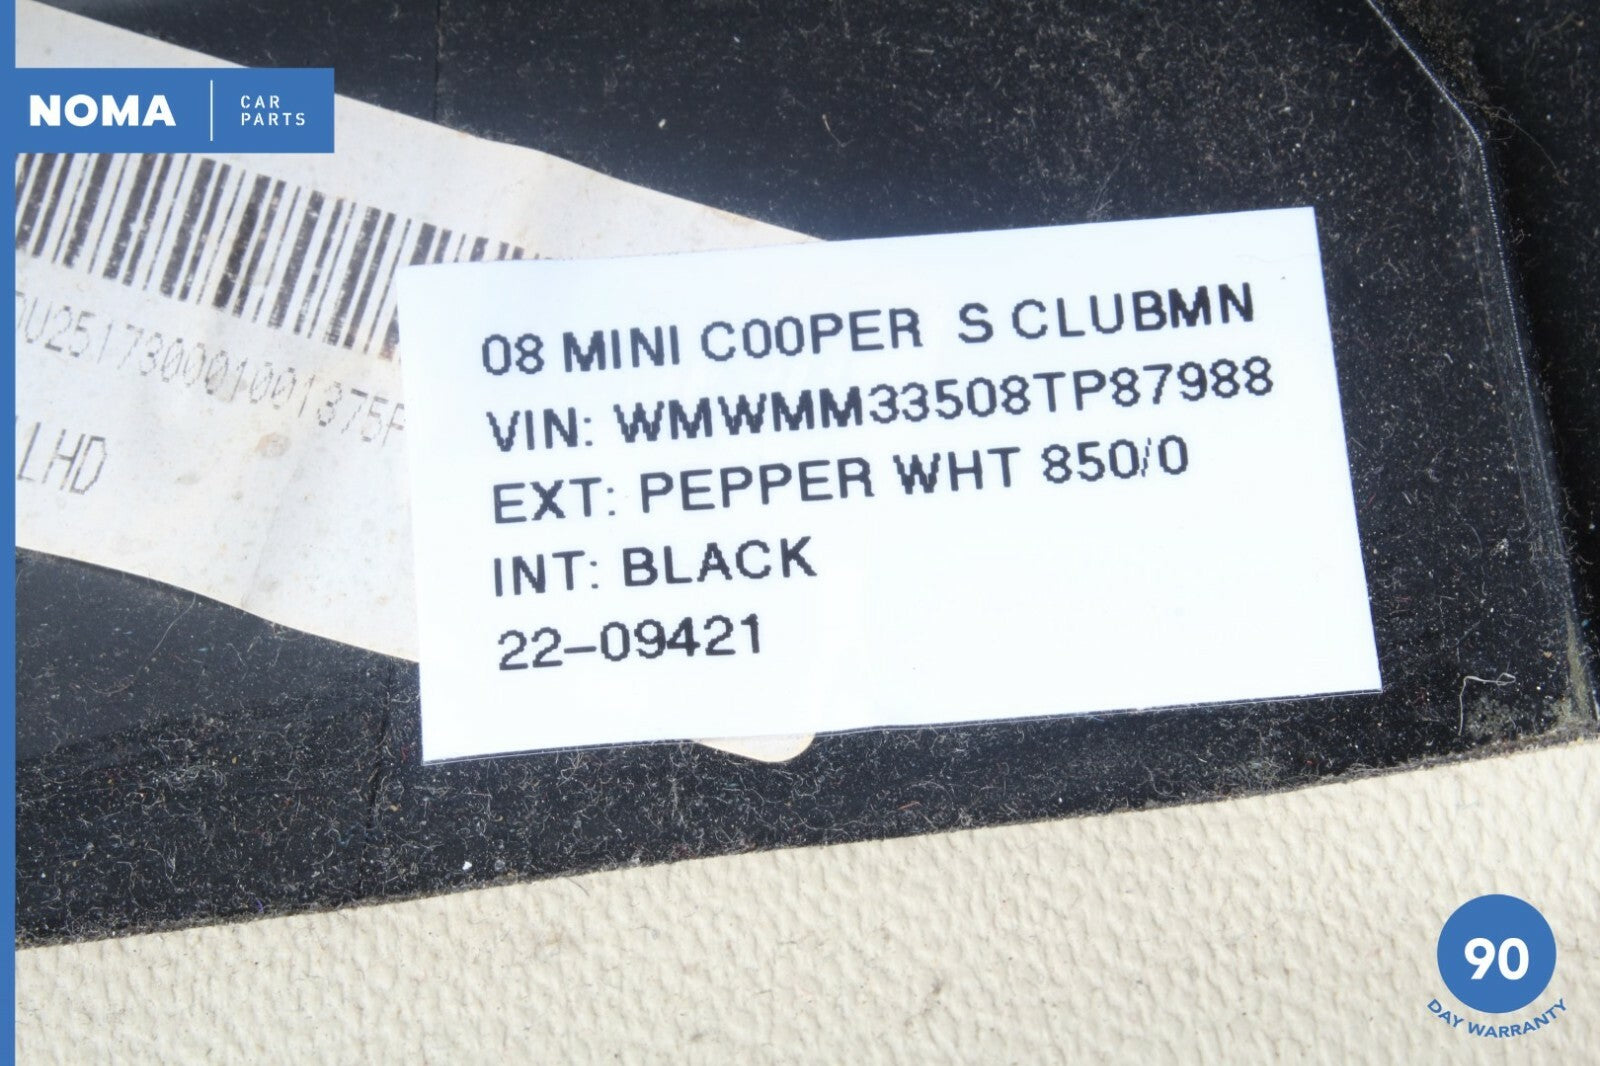 NOMA
CAR
PARTS
U251730001001375
LHD
08 MINI COOPER S CLUBMN
VIN: WMWMM33508TP87988
EXT: PEPPER WHT 850/0
INT: BLACK
22-09421
90
DAY WARRANTY